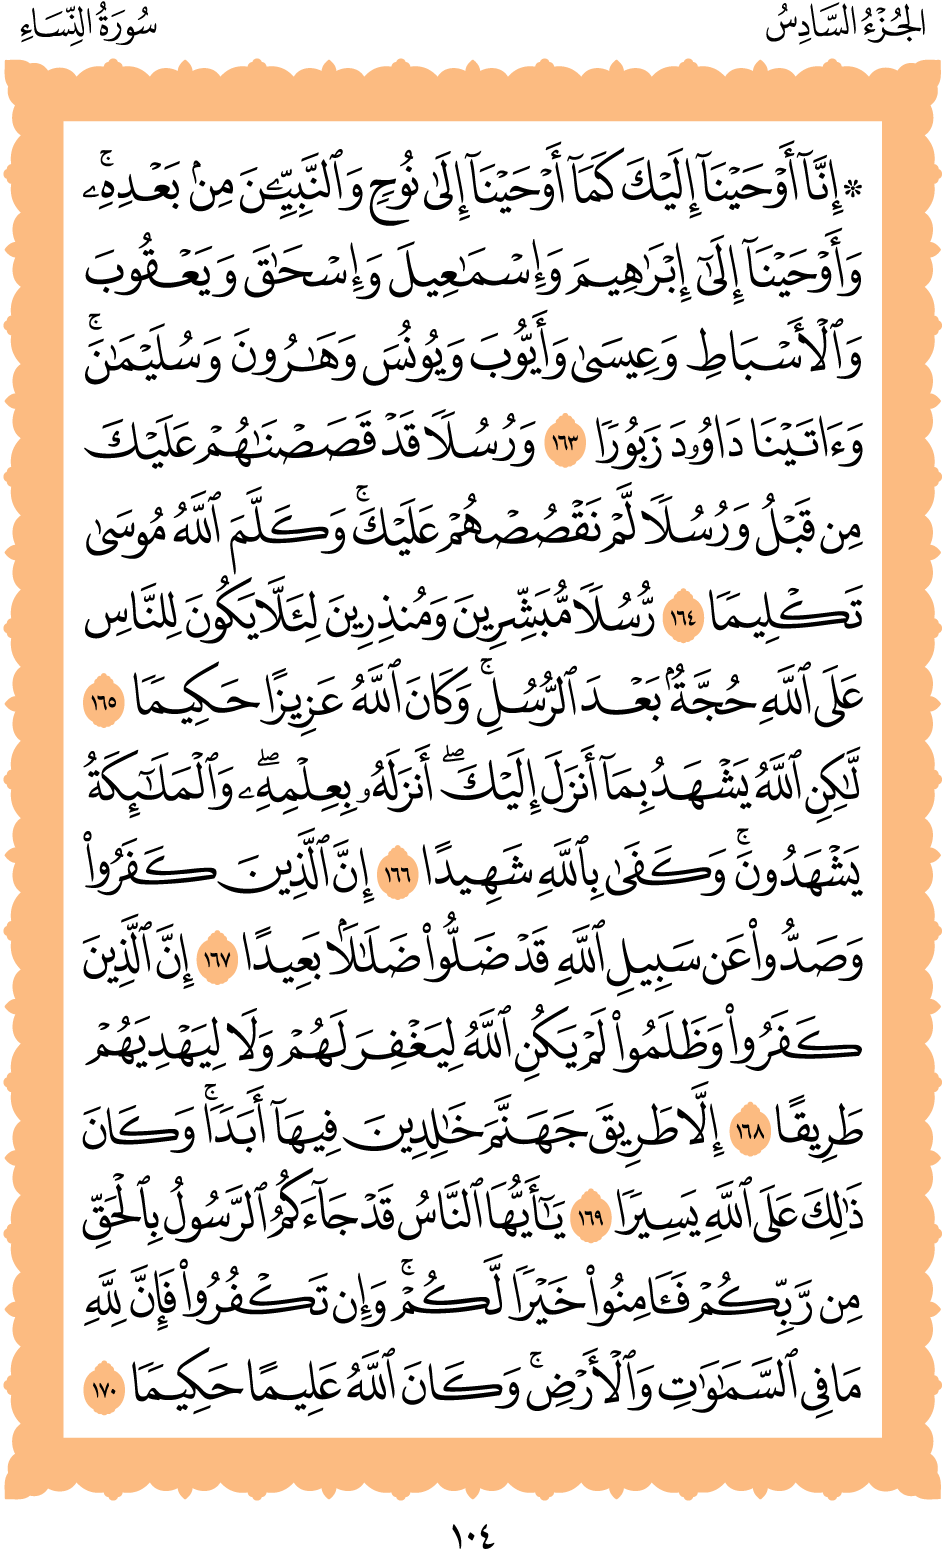 الجُزْءُ السَّادِسُ
سُورَةُ النِّسَاءِ
۞ إِنَّآ أَوۡحَيۡنَآ إِلَيۡكَ كَمَآ أَوۡحَيۡنَآ إِلَىٰ نُوحٖ وَٱلنَّبِيِّـۧنَ مِنۢ بَعۡدِهِۦۚ
وَأَوۡحَيۡنَآ إِلَىٰٓ إِبۡرَٰهِيمَ وَإِسۡمَٰعِيلَ وَإِسۡحَٰقَ وَيَعۡقُوبَ
وَٱلۡأَسۡبَاطِ وَعِيسَىٰ وَأَيُّوبَ وَيُونُسَ وَهَٰرُونَ وَسُلَيۡمَٰنَۚ
وَءَاتَيۡنَا دَاوُۥدَ زَبُورٗا ١٦٣ وَرُسُلٗا قَدۡ قَصَصۡنَٰهُمۡ عَلَيۡكَ
مِن قَبۡلُ وَرُسُلٗا لَّمۡ نَقۡصُصۡهُمۡ عَلَيۡكَۚ وَكَلَّمَ ٱللَّهُ مُوسَىٰ
تَكۡلِيمٗا ١٦٤ رُّسُلٗا مُّبَشِّرِينَ وَمُنذِرِينَ لِئَلَّا يَكُونَ لِلنَّاسِ
عَلَى ٱللَّهِ حُجَّةُۢ بَعۡدَ ٱلرُّسُلِۚ وَكَانَ ٱللَّهُ عَزِيزًا حَكِيمٗا ١٦٥
لَّٰكِنِ ٱللَّهُ يَشۡهَدُ بِمَآ أَنزَلَ إِلَيۡكَۖ أَنزَلَهُۥ بِعِلۡمِهِۦۖ وَٱلۡمَلَٰٓئِكَةُ
يَشۡهَدُونَۚ وَكَفَىٰ بِٱللَّهِ شَهِيدًا ١٦٦ إِنَّ ٱلَّذِينَ كَفَرُواْ
وَصَدُّواْ عَن سَبِيلِ ٱللَّهِ قَدۡ ضَلُّواْ ضَلَٰلَۢا بَعِيدًا ١٦٧ إِنَّ ٱلَّذِينَ
كَفَرُواْ وَظَلَمُواْ لَمۡ يَكُنِ ٱللَّهُ لِيَغۡفِرَ لَهُمۡ وَلَا لِيَهۡدِيَهُمۡ
طَرِيقًا ١٦٨ إِلَّا طَرِيقَ جَهَنَّمَ خَٰلِدِينَ فِيهَآ أَبَدٗاۚ وَكَانَ
ذَٰلِكَ عَلَى ٱللَّهِ يَسِيرٗا ١٦٩ يَٰٓأَيُّهَا ٱلنَّاسُ قَدۡ جَآءَكُمُ ٱلرَّسُولُ بِٱلۡحَقِّ
مِن رَّبِّكُمۡ فَـَٔامِنُواْ خَيۡرٗا لَّكُمۡۚ وَإِن تَكۡفُرُواْ فَإِنَّ لِلَّهِ
مَا فِي ٱلسَّمَٰوَٰتِ وَٱلۡأَرۡضِۚ وَكَانَ ٱللَّهُ عَلِيمًا حَكِيمٗا ١٧٠
١٠٤